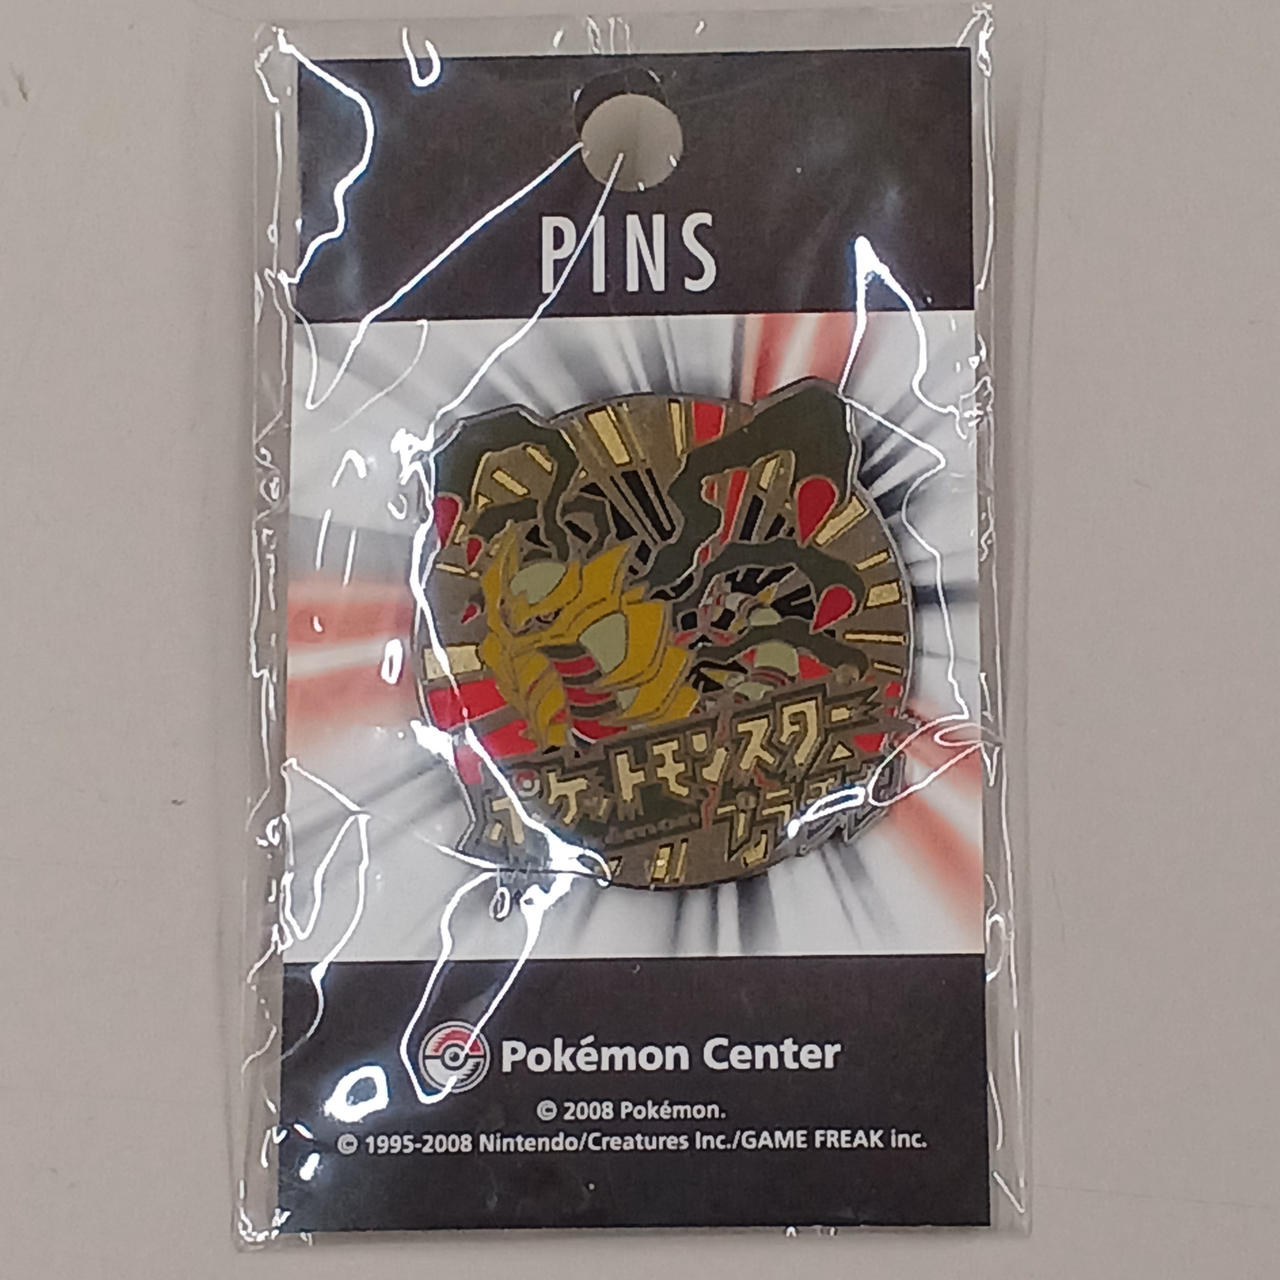 PINS
ポケットモンスター
プラチナ
Pokémon Center
© 2008 Pokémon.
© 1995-2008 Nintendo/Creatures Inc./GAME FREAK inc.